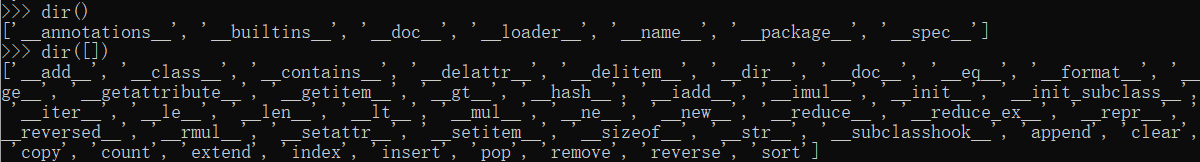 >>> dir()
['__annotations__', '__builtins__', '__doc__', '__loader__', '__name__', '__package__', '__spec__']
>>> dir([])
['__add__', '__class__', '__contains__', '__delattr__', '__delitem__', '__dir__', '__doc__', '__eq__', '__format__', '__
ge__', '__getattribute__', '__getitem__', '__gt__', '__hash__', '__iadd__', '__imul__', '__init__', '__init_subclass__',
'__iter__', '__le__', '__len__', '__lt__', '__mul__', '__ne__', '__new__', '__reduce__', '__reduce_ex__', '__repr__', '
__reversed__', '__rmul__', '__setattr__', '__setitem__', '__sizeof__', '__str__', '__subclasshook__', 'append', 'clear',
'copy', 'count', 'extend', 'index', 'insert', 'pop', 'remove', 'reverse', 'sort']